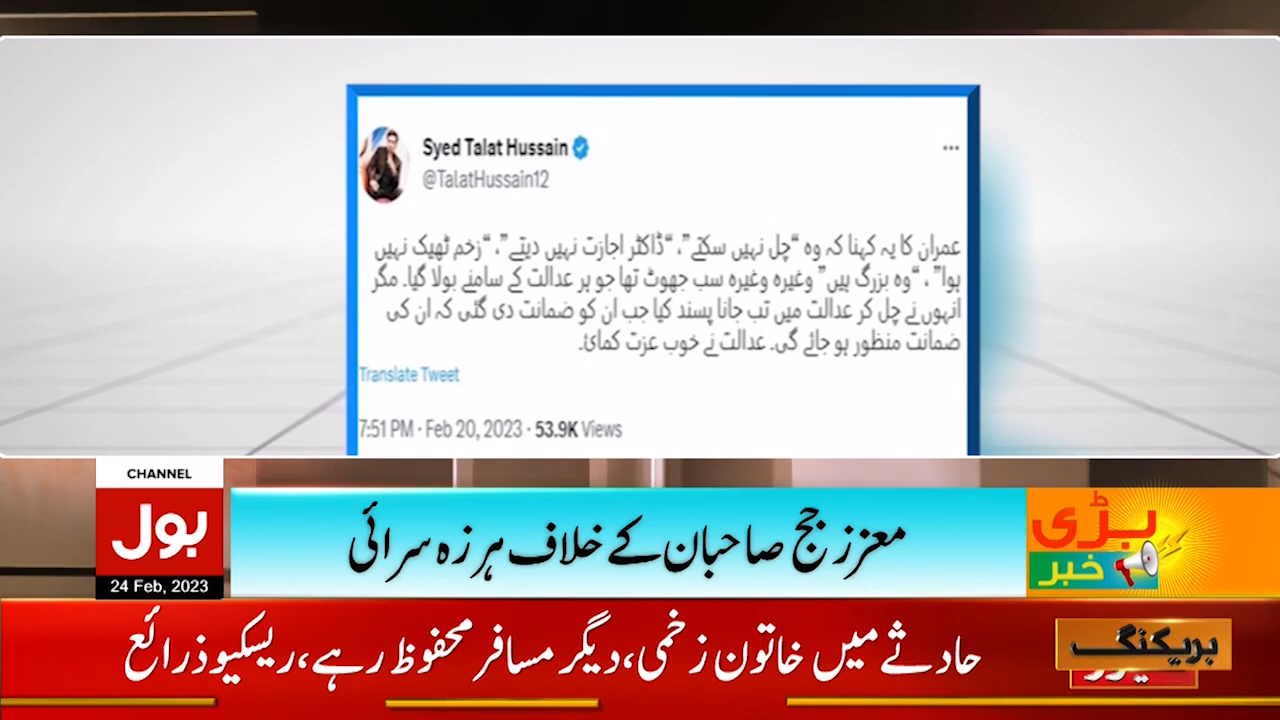 Syed Talat Hussain
@TalatHussain12
عمران کا یہ کہنا کہ وہ “چل نہیں سکتے”، “ڈاکٹر اجازت نہیں دیتے”، “زخم ٹھیک نہیں
ہوا”، “وہ بزرگ ہیں” وغیرہ وغیرہ سب جھوٹ تھا جو ہر عدالت کے سامنے بولا گیا۔ مگر
انہوں نے چل کر عدالت میں تب جانا پسند کیا جب ان کو ضمانت دی گئی کہ ان کی
ضمانت منظور ہو جائے گی۔ عدالت نے خوب عزت کمائ۔
Translate Tweet
7:51 PM · Feb 20, 2023 · 53.9K Views
CHANNEL
بول
24 Feb, 2023
معزز جج صاحبان کے خلاف ہرزہ سرائی
بڑی
خبر
حادثے میں خاتون زخمی، دیگر مسافر محفوظ رہے، ریسکیو ذرائع
بریکنگ